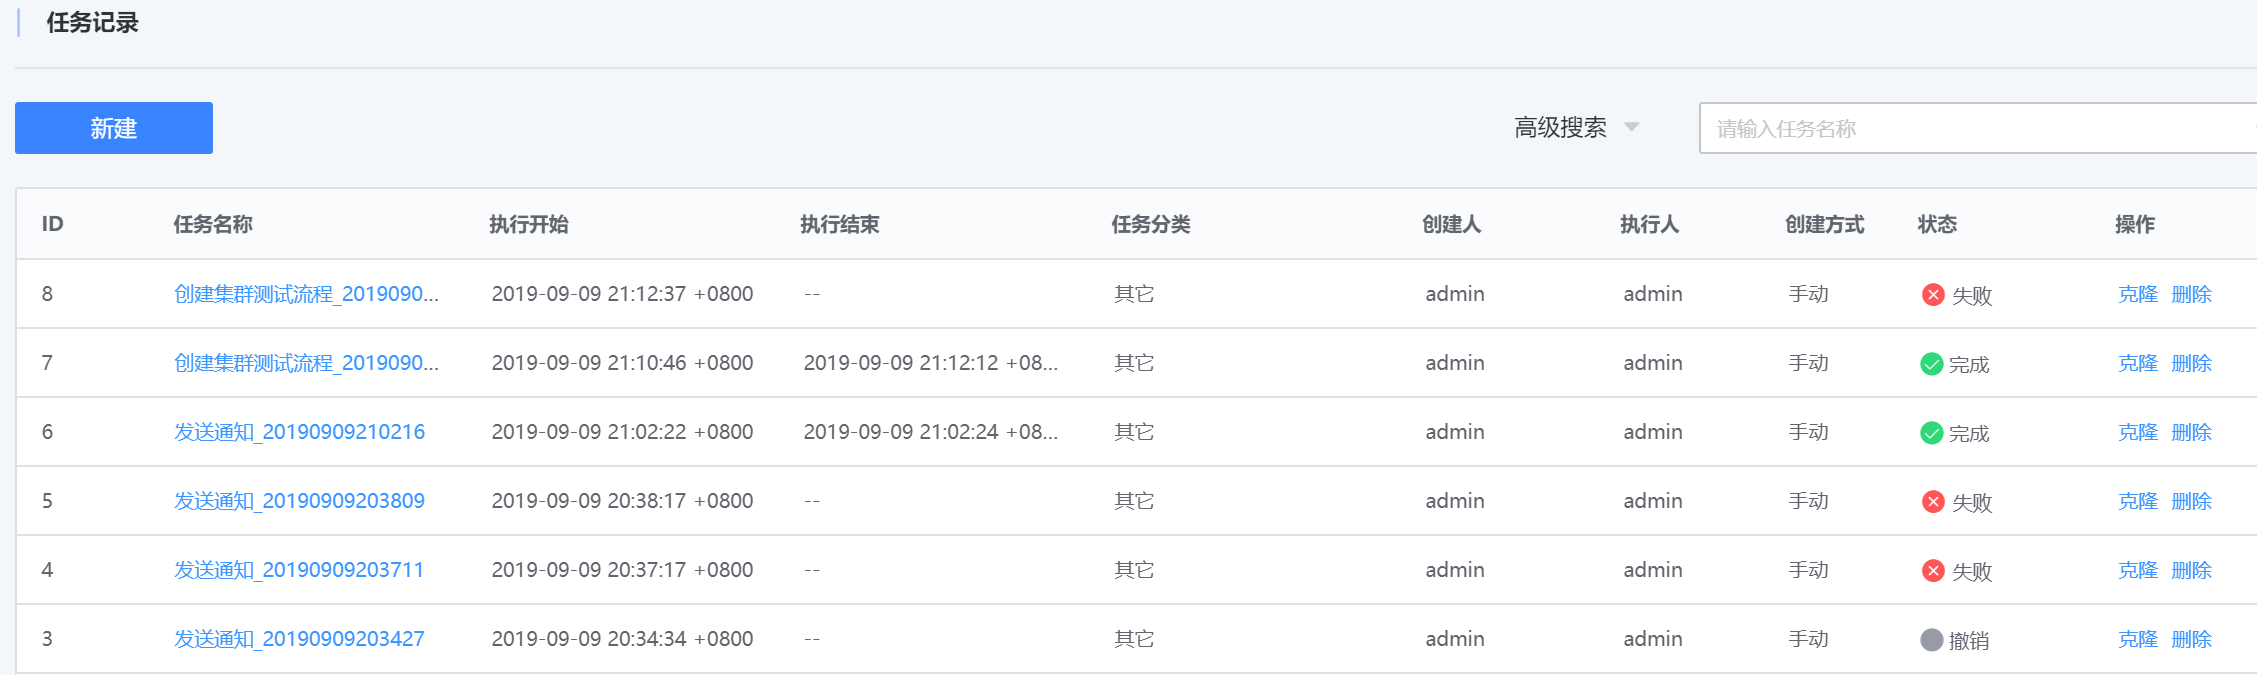 任务记录
新建 高级搜索 请输入任务名称
ID 任务名称 执行开始 执行结束 任务分类 创建人 执行人 创建方式 状态 操作
8 创建集群测试流程_2019090... 2019-09-09 21:12:37 +0800 -- 其它 admin admin 手动 失败 克隆 删除
7 创建集群测试流程_2019090... 2019-09-09 21:10:46 +0800 2019-09-09 21:12:12 +08... 其它 admin admin 手动 完成 克隆 删除
6 发送通知_20190909210216 2019-09-09 21:02:22 +0800 2019-09-09 21:02:24 +08... 其它 admin admin 手动 完成 克隆 删除
5 发送通知_20190909203809 2019-09-09 20:38:17 +0800 -- 其它 admin admin 手动 失败 克隆 删除
4 发送通知_20190909203711 2019-09-09 20:37:17 +0800 -- 其它 admin admin 手动 失败 克隆 删除
3 发送通知_20190909203427 2019-09-09 20:34:34 +0800 -- 其它 admin admin 手动 撤销 克隆 删除